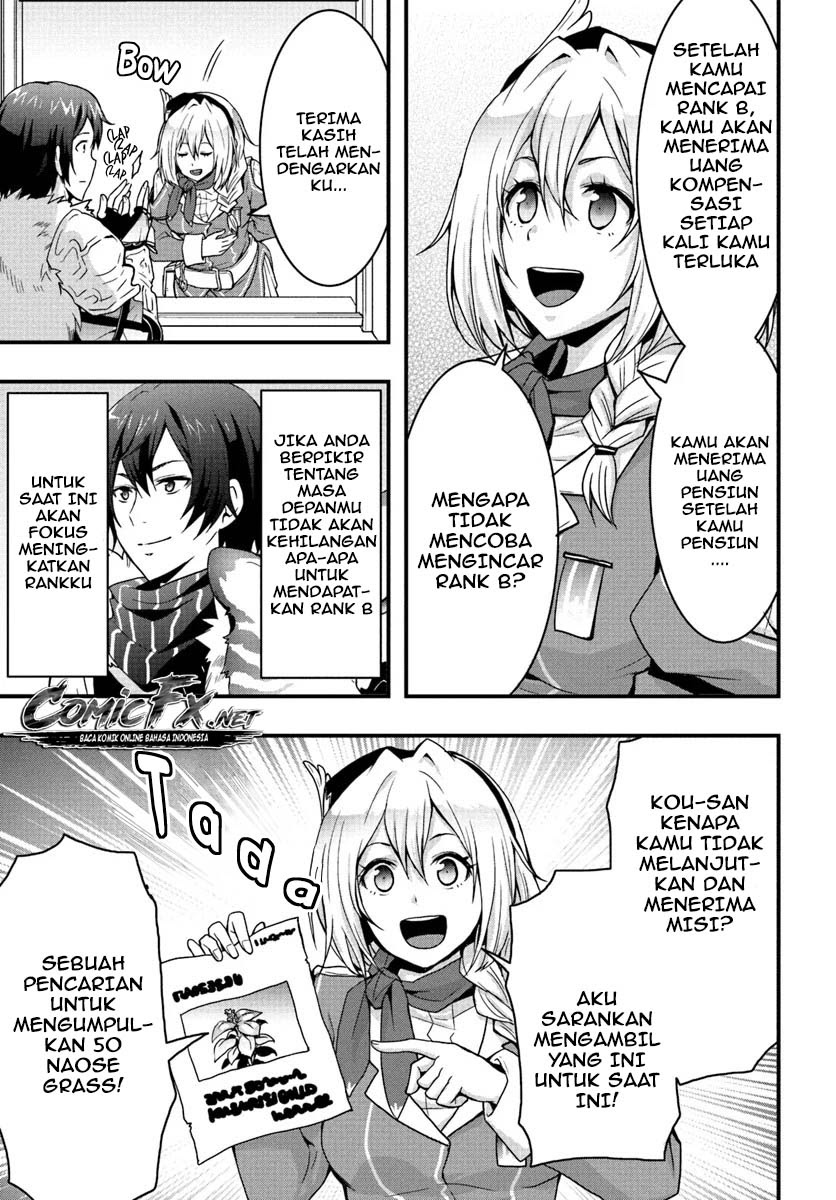 SETELAH
KAMU
MENCAPAI
RANK B,
KAMU AKAN
MENERIMA
UANG
KOMPEN-
SASI
SETIAP
KALI KAMU
TERLUKA
KAMU AKAN
MENERIMA
UANG
PENSIUN
SETELAH
KAMU
PENSIUN
....
MENGAPA
TIDAK
MENCOBA
MENGINCAR
RANK B?
BOW
TERIMA
KASIH
TELAH MEN-
DENGARKAN
KU...
CLAP
CLAP
JIKA ANDA
BERPIKIR
TENTANG
MASA
DEPANMU
TIDAK AKAN
KEHILANGAN
APA-APA
UNTUK
MENDAPAT-
KAN RANK B
UNTUK
SAAT INI
AKAN
FOKUS
MENING-
KATKAN
RANKKU
COMICFX.NET
BACA KOMIK ONLINE BAHASA INDONESIA
Tada
KOU-SAN
KENAPA
KAMU TIDAK
MELANJUT-
KAN DAN
MENERIMA
MISI?
AKU
SARANKAN
MENGAMBIL
YANG INI
UNTUK SAAT
INI!
SEBUAH
PENCARIAN
UNTUK
MENGUMPUL-
KAN 50
NAOSE
GRASS!